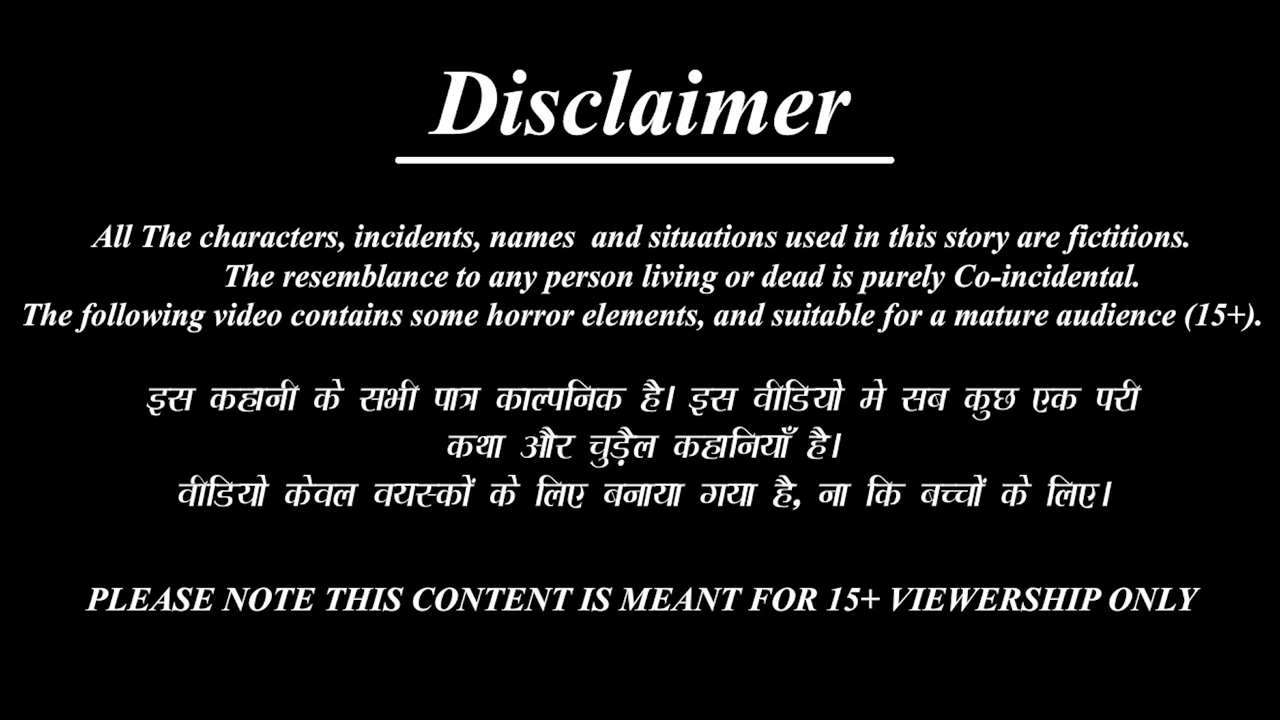 Disclaimer
All The characters, incidents, names and situations used in this story are fictitions.
The resemblance to any person living or dead is purely Co-incidental.
The following video contains some horror elements, and suitable for a mature audience (15+).
इस कहानी के सभी पात्र काल्पनिक है। इस वीडियो मे सब कुछ एक परी
कथा और चुड़ैल कहानियाँ है।
वीडियो केवल वयस्कों के लिए बनाया गया है, ना कि बच्चों के लिए।
PLEASE NOTE THIS CONTENT IS MEANT FOR 15+ VIEWERSHIP ONLY